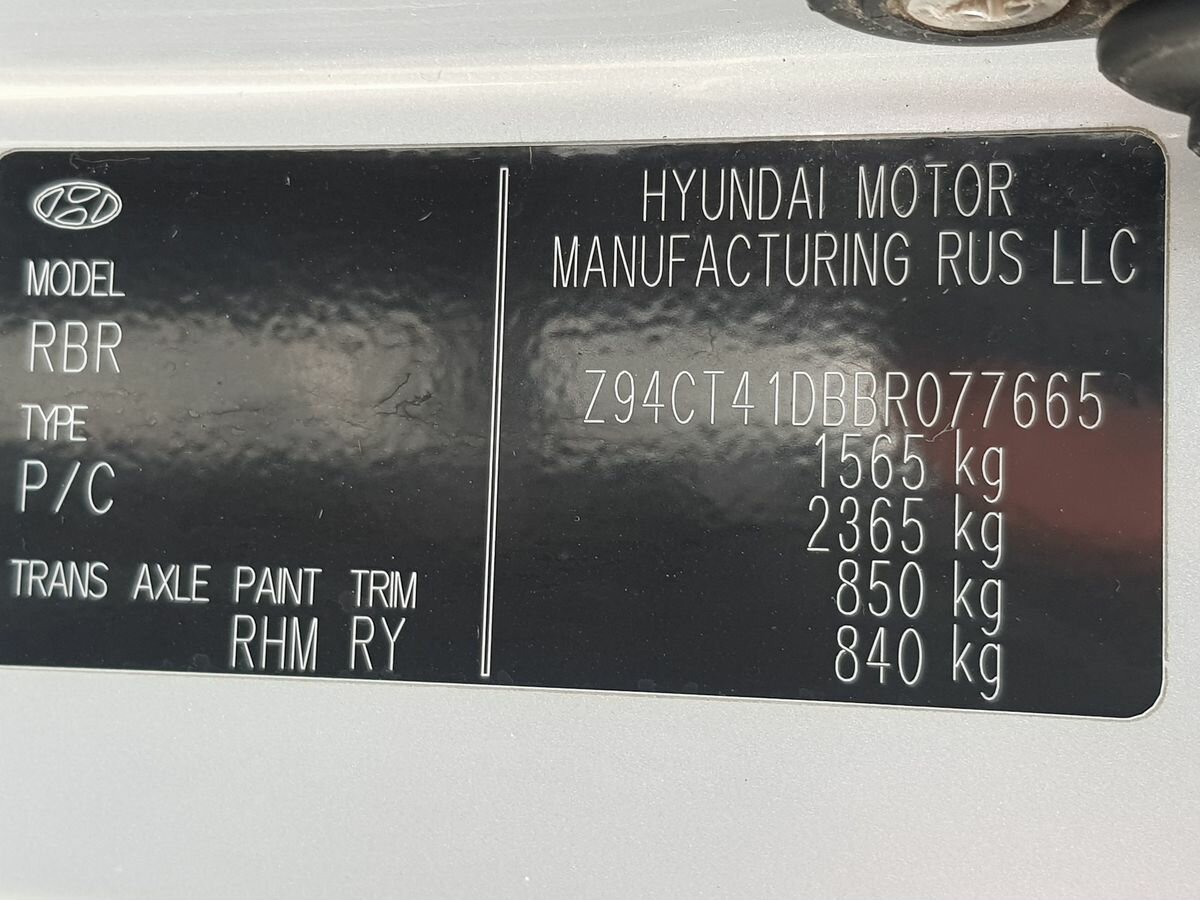 MODEL
RBR
TYPE
P/C
TRANS AXLE PAINT TRIM
RHM RY
HYUNDAI MOTOR
MANUFACTURING RUS LLC
Z94CT41DBBR077665
1565 kg
2365 kg
850 kg
840 kg